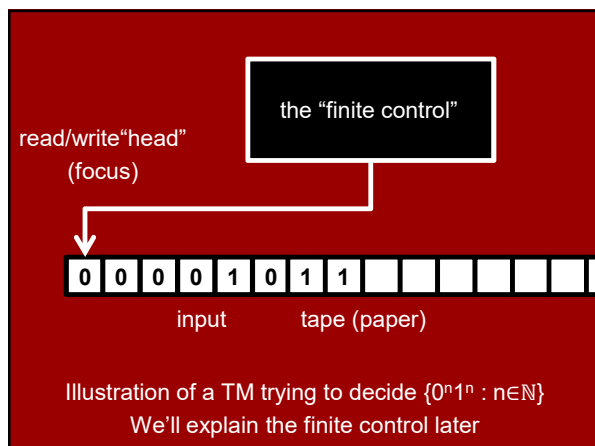 the “finite control”
read/write“head”
(focus)
0 0 0 0 1 0 1 1
input tape (paper)
Illustration of a TM trying to decide {0ⁿ1ⁿ : n∈ℕ}
We’ll explain the finite control later